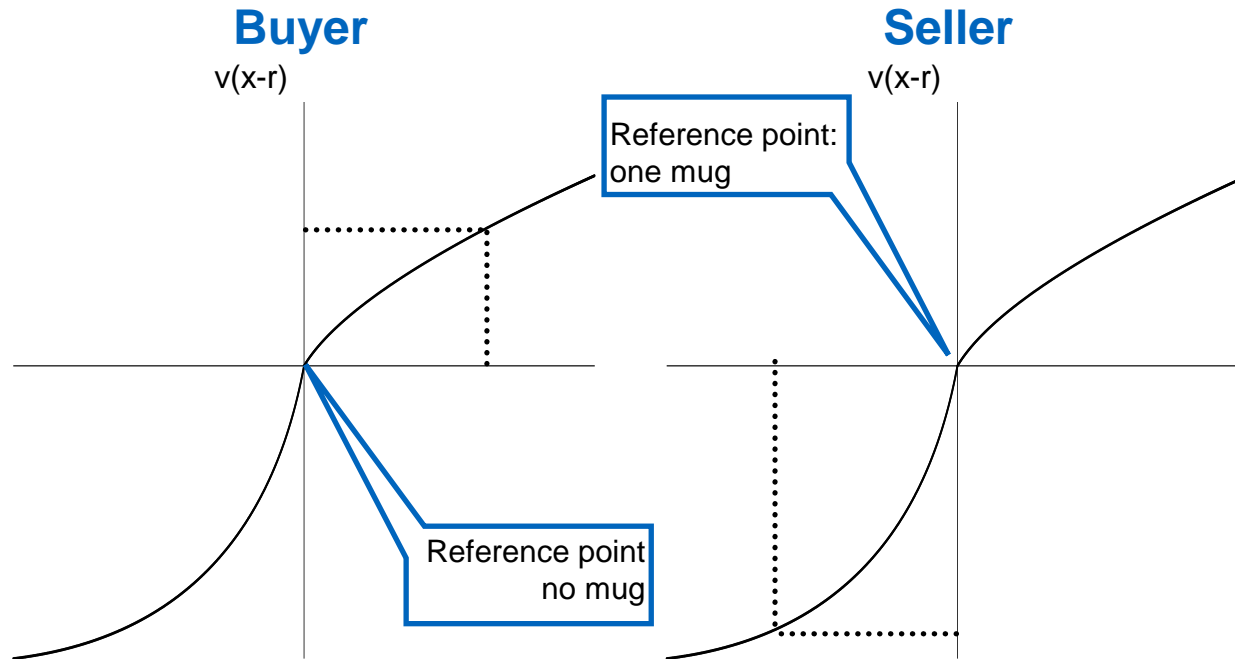 Buyer
v(x-r)
Seller
v(x-r)
Reference point:
one mug
Reference point
no mug